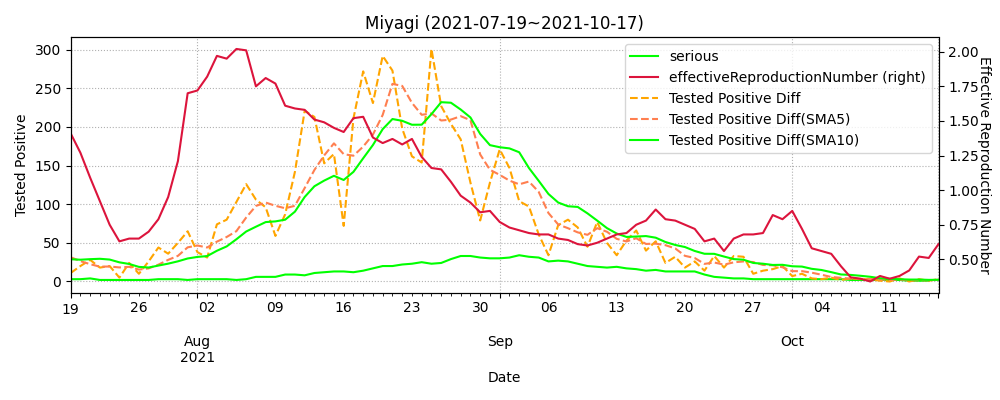 Miyagi (2021-07-19~2021-10-17)
serious
effectiveReproductionNumber (right)
Tested Positive Diff
Tested Positive Diff(SMA5)
Tested Positive Diff(SMA10)
Tested Positive
300
250
200
150
100
50
0
2.00
1.75
1.50
1.25
1.00
0.75
0.50
Effective Reproduction Number
19 26 02 09 16 23 30 06 13 20 27 04 11
Aug Sep Oct
2021
Date